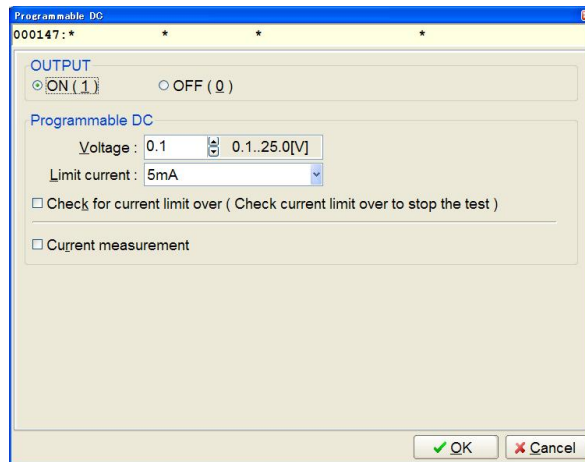 Programmable DC
000147:* * * *
OUTPUT
ON ( 1 ) OFF ( 0 )
Programmable DC
Voltage : 0.1 0.1..25.0[V]
Limit current : 5mA
Check for current limit over ( Check current limit over to stop the test )
Current measurement
OK Cancel